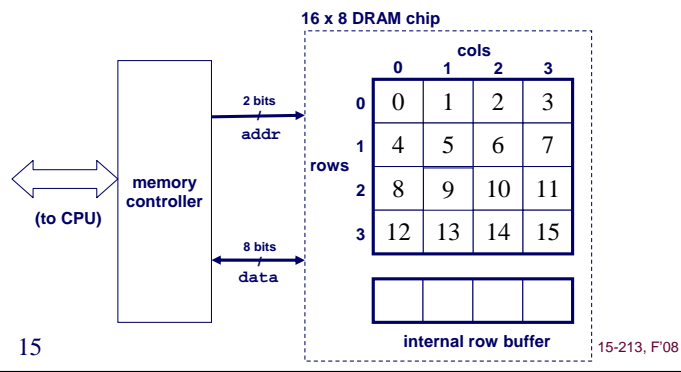 16 x 8 DRAM chip
cols
0 1 2 3
2 bits
addr
0 0 1 2 3
1 4 5 6 7
rows
memory
controller
2 8 9 10 11
(to CPU)
3 12 13 14 15
8 bits
data
internal row buffer
15
15-213, F'08